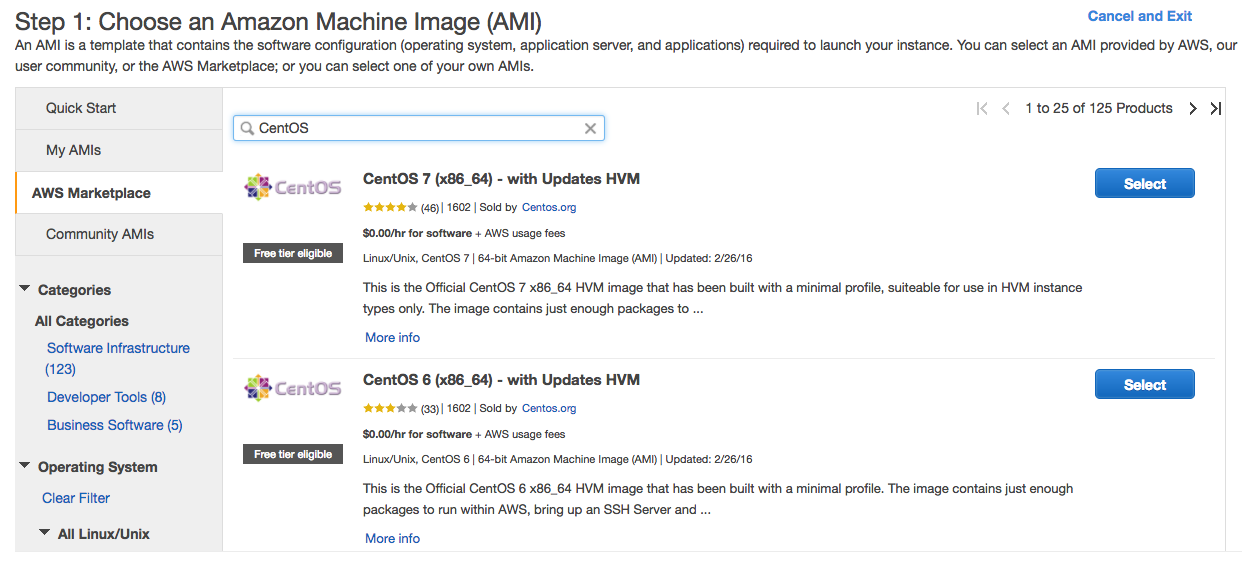 Step 1: Choose an Amazon Machine Image (AMI)
Cancel and Exit
An AMI is a template that contains the software configuration (operating system, application server, and applications) required to launch your instance. You can select an AMI provided by AWS, our
user community, or the AWS Marketplace; or you can select one of your own AMIs.
Quick Start
My AMIs
AWS Marketplace
Community AMIs
Categories
All Categories
Software Infrastructure
(123)
Developer Tools (8)
Business Software (5)
Operating System
Clear Filter
All Linux/Unix
1 to 25 of 125 Products
CentOS
CentOS
CentOS 7 (x86_64) - with Updates HVM
Select
(46) | 1602 | Sold by Centos.org
$0.00/hr for software + AWS usage fees
Free tier eligible
Linux/Unix, CentOS 7 | 64-bit Amazon Machine Image (AMI) | Updated: 2/26/16
This is the Official CentOS 7 x86_64 HVM image that has been built with a minimal profile, suiteable for use in HVM instance
types only. The image contains just enough packages to ...
More info
CentOS
CentOS 6 (x86_64) - with Updates HVM
Select
(33) | 1602 | Sold by Centos.org
$0.00/hr for software + AWS usage fees
Free tier eligible
Linux/Unix, CentOS 6 | 64-bit Amazon Machine Image (AMI) | Updated: 2/26/16
This is the Official CentOS 6 x86_64 HVM image that has been built with a minimal profile. The image contains just enough
packages to run within AWS, bring up an SSH Server and ...
More info